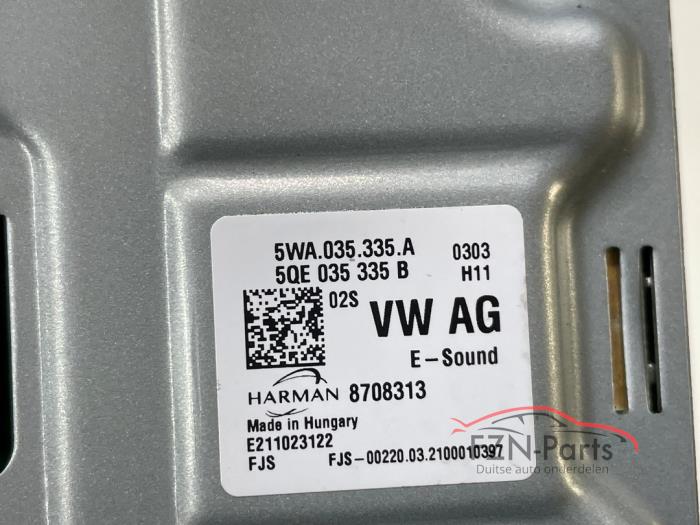 5WA.035.335.A 0303
5QE 035 335 B H11
02S
VW AG
E-Sound
HARMAN 8708313
Made in Hungary
E211023122
FJS FJS-00220.03.2100010397
EZN-Parts
Duitse auto onderdelen